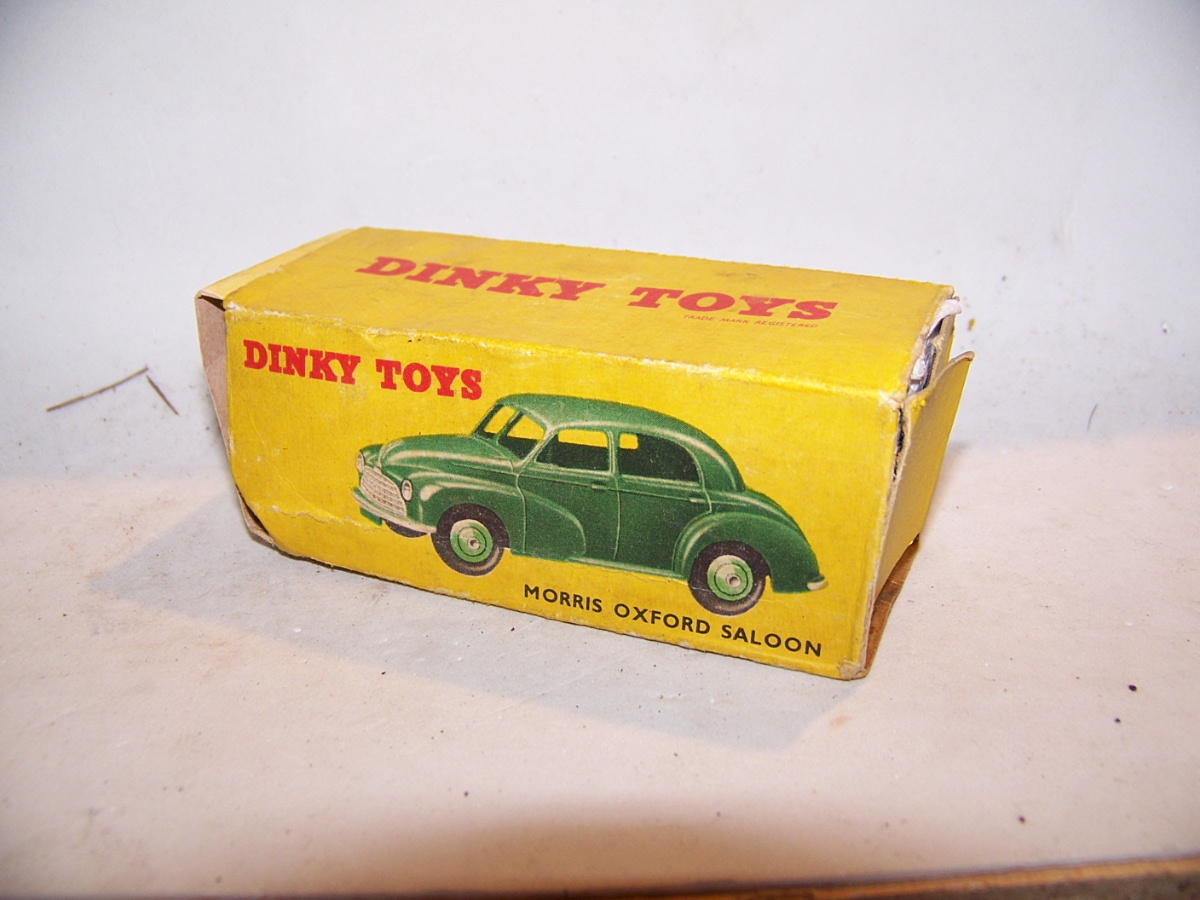 DINKY TOYS
TRADE MARK REGISTERED
DINKY TOYS
MORRIS OXFORD SALOON